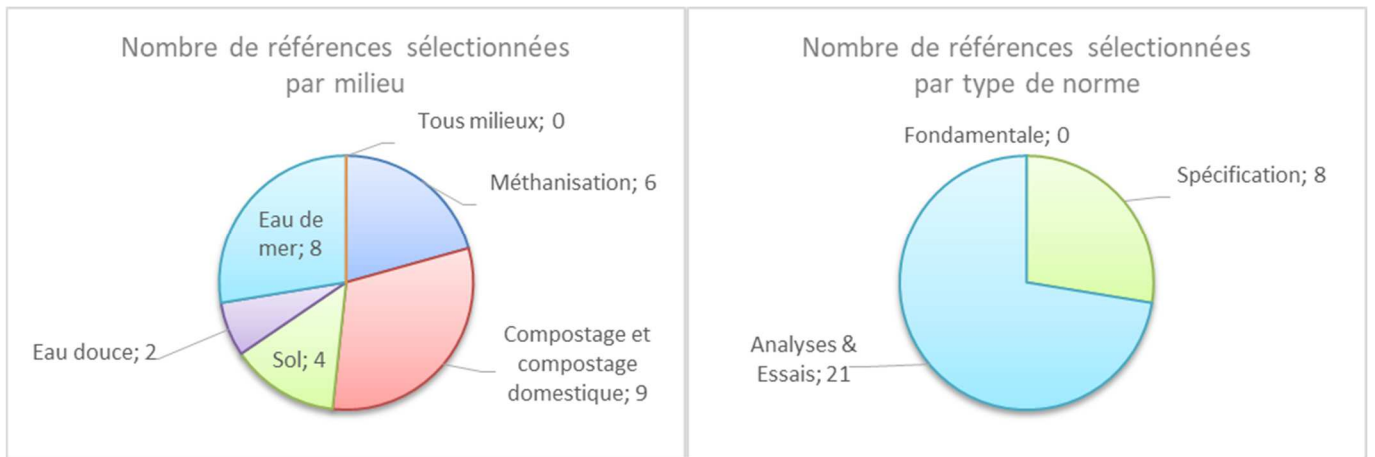 Nombre de références sélectionnées
par milieu
Tous milieux; 0
Méthanisation; 6
Eau de
mer; 8
Compostage et
compostage
domestique; 9
Eau douce; 2
Sol; 4
Nombre de références sélectionnées
par type de norme
Fondamentale; 0
Spécification; 8
Analyses &
Essais; 21